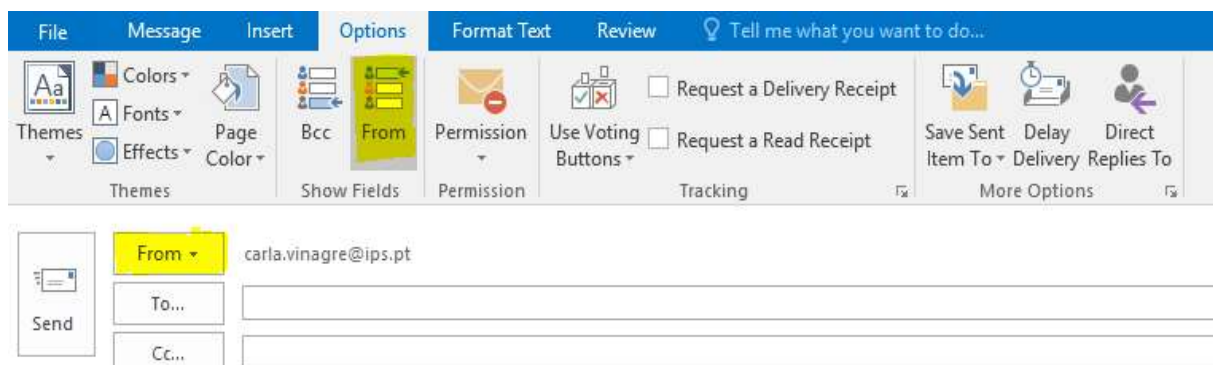 File Message Insert Options Format Text Review Tell me what you want to do...
Aa Colors
A Fonts
Effects
Themes
Page Color
Bcc
From
Permission
Use Voting Buttons
Request a Delivery Receipt
Request a Read Receipt
Save Sent Item To
Delay Delivery
Direct Replies To
Themes Show Fields Permission Tracking More Options
From carla.vinagre@ips.pt
To...
Send
Cc...